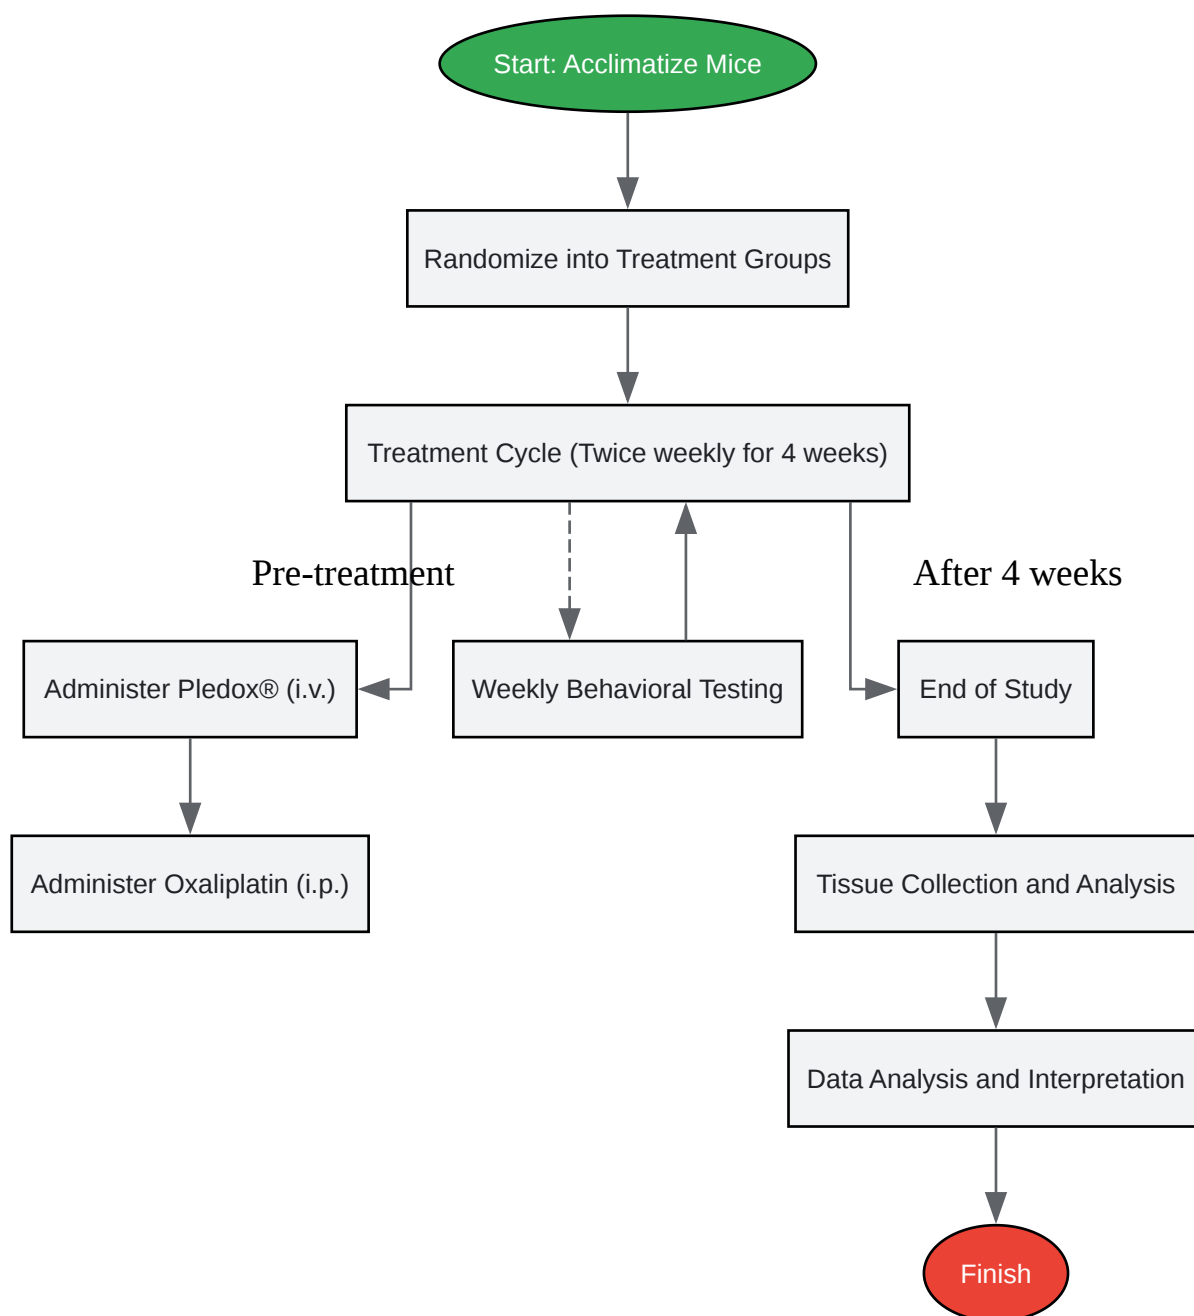 Start: Acclimatize Mice
Randomize into Treatment Groups
Treatment Cycle (Twice weekly for 4 weeks)
Pre-treatment
After 4 weeks
Administer Pledox® (i.v.)
Weekly Behavioral Testing
End of Study
Administer Oxaliplatin (i.p.)
Tissue Collection and Analysis
Data Analysis and Interpretation
Finish